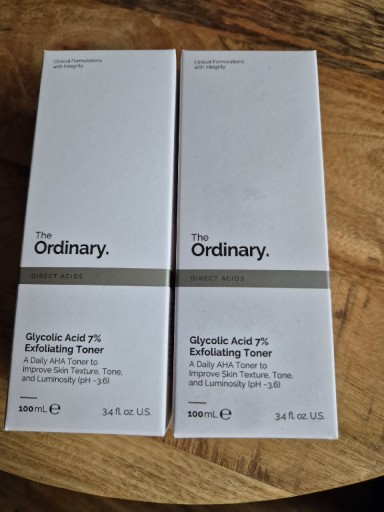 Clinical Formulations
with Integrity.
The
Ordinary.
DIRECT ACIDS
Glycolic Acid 7%
Exfoliating Toner
A Daily AHA Toner to
Improve Skin Texture, Tone,
and Luminosity (pH ~3.6)
100 mL e
3.4 fl. oz. U.S.
Clinical Formulations
with Integrity.
The
Ordinary.
DIRECT ACIDS
Glycolic Acid 7%
Exfoliating Toner
A Daily AHA Toner to
Improve Skin Texture, Tone,
and Luminosity (pH ~3.6)
100 mL e
3.4 fl. oz. U.S.